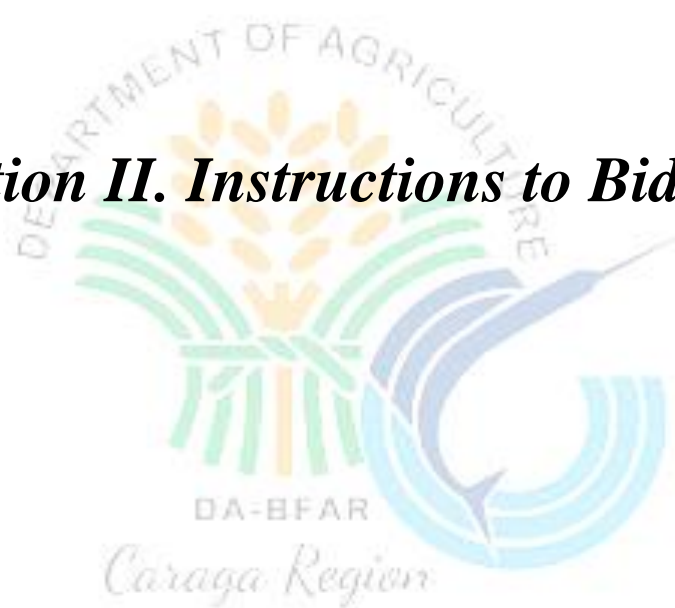 DEPARTMENT OF AGRICULTURE
tion II. Instructions to Bid
DA-BFAR
Caraga Region